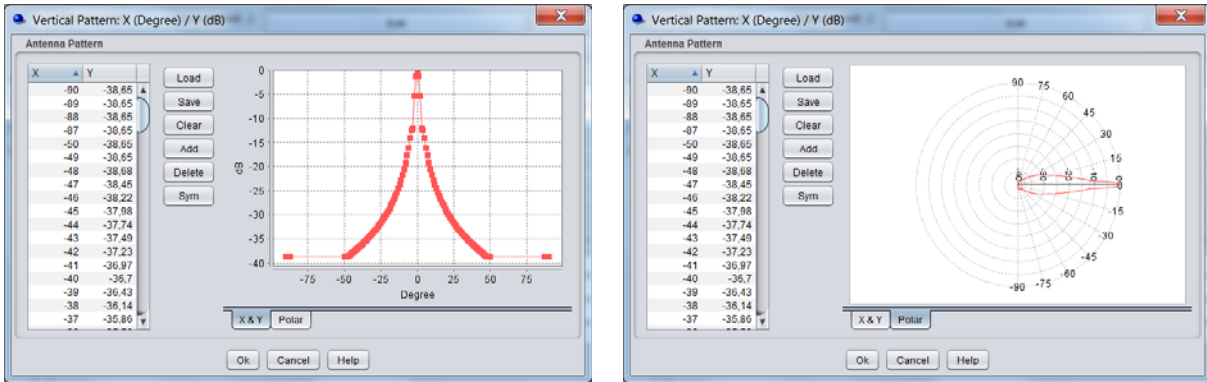 Vertical Pattern: X (Degree) / Y (dB)
Antenna Pattern
X Y
-90 -38,65
-89 -38,65
-88 -38,65
-87 -38,65
-50 -38,65
-49 -38,65
-48 -38,68
-47 -38,45
-46 -38,22
-45 -37,98
-44 -37,74
-43 -37,49
-42 -37,23
-41 -36,97
-40 -36,7
-39 -36,43
-38 -36,14
-37 -35,86
Load
Save
Clear
Add
Delete
Sym
0
-5
-10
-15
-20
-25
-30
-35
-40
dB
-75 -50 -25 0 25 50 75
Degree
X & Y Polar
Ok Cancel Help
Vertical Pattern: X (Degree) / Y (dB)
Antenna Pattern
X Y
-90 -38,65
-89 -38,65
-88 -38,65
-87 -38,65
-50 -38,65
-49 -38,65
-48 -38,68
-47 -38,45
-46 -38,22
-45 -37,98
-44 -37,74
-43 -37,49
-42 -37,23
-41 -36,97
-40 -36,7
-39 -36,43
-38 -36,14
-37 -35,86
Load
Save
Clear
Add
Delete
Sym
90
75
60
45
30
15
0
-15
-30
-45
-60
-75
-90
X & Y Polar
Ok Cancel Help